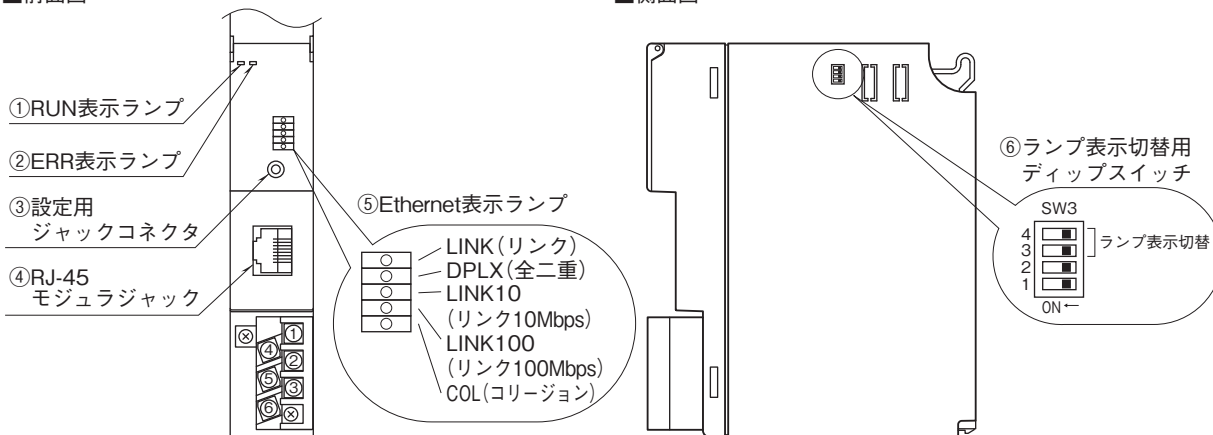 ①RUN表示ランプ
②ERR表示ランプ
③設定用
ジャックコネクタ
④RJ-45
モジュラジャック
①
④
②
⑤
③
⑥
⑤Ethernet表示ランプ
LINK(リンク)
DPLX(全二重)
LINK10
(リンク10Mbps)
LINK100
(リンク100Mbps)
COL(コリージョン)
⑥ランプ表示切替用
ディップスイッチ
SW3
4
3
2
1
ランプ表示切替
ON←